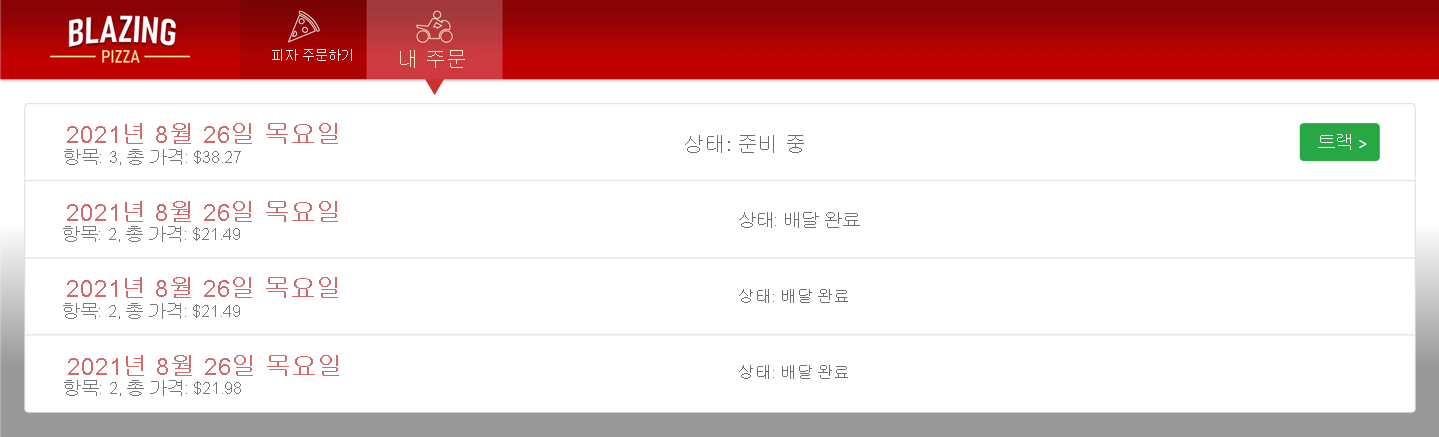 BLAZING
PIZZA
피자 주문하기
내 주문
2021년 8월 26일 목요일
항목: 3, 총 가격: $38.27
상태: 준비 중
트랙 >
2021년 8월 26일 목요일
항목: 2, 총 가격: $21.49
상태: 배달 완료
2021년 8월 26일 목요일
항목: 2, 총 가격: $21.49
상태: 배달 완료
2021년 8월 26일 목요일
항목: 2, 총 가격: $21.98
상태: 배달 완료